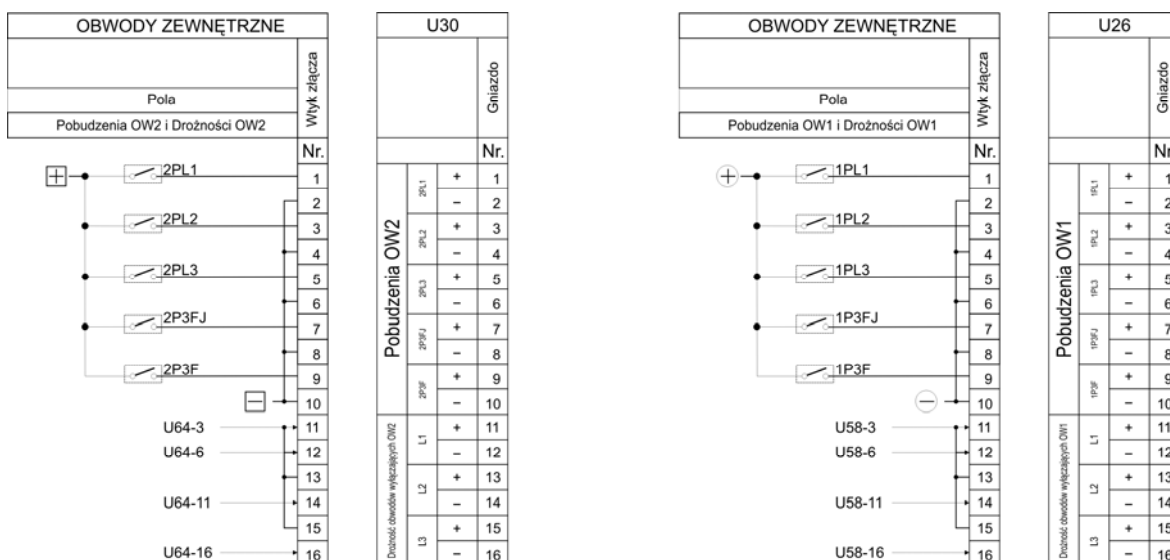 OBWODY ZEWNĘTRZNE
Pola
Pobudzenia OW2 i Drożności OW2
Wtyk złącza
Nr.
2PL1
1
2
2PL2
3
4
2PL3
5
6
2P3FJ
7
8
2P3F
9
10
U64-3
11
U64-6
12
13
U64-11
14
15
U64-16
16
U30
Gniazdo
Nr.
Pobudzenia OW2
2PL1
+ 1
– 2
2PL2
+ 3
– 4
2PL3
+ 5
– 6
2P3FJ
+ 7
– 8
2P3F
+ 9
– 10
Drożność obwodów wyłączających OW2
L1
+ 11
– 12
L2
+ 13
– 14
L3
+ 15
– 16
OBWODY ZEWNĘTRZNE
Pola
Pobudzenia OW1 i Drożności OW1
Wtyk złącza
Nr.
1PL1
1
2
1PL2
3
4
1PL3
5
6
1P3FJ
7
8
1P3F
9
10
U58-3
11
U58-6
12
13
U58-11
14
15
U58-16
16
U26
Gniazdo
Nr
Pobudzenia OW1
1PL1
+ 1
– 2
1PL2
+ 3
– 4
1PL3
+ 5
– 6
1P3FJ
+ 7
– 8
1P3F
+ 9
– 10
Drożność obwodów wyłączających OW1
L1
+ 11
– 12
L2
+ 13
– 14
L3
+ 15
– 16